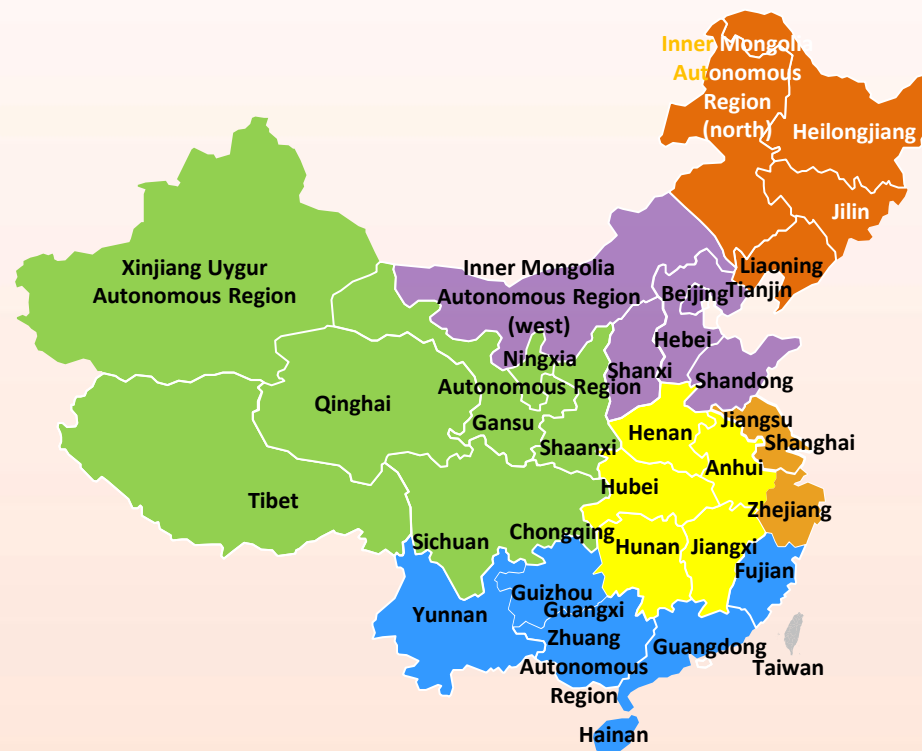 Inner Mongolia
Autonomous
Region
(north)
Heilongjiang
Jilin
Liaoning
Xinjiang Uygur
Autonomous Region
Inner Mongolia
Autonomous Region
(west)
Beijing
Tianjin
Hebei
Ningxia
Autonomous Region
Shanxi
Shandong
Qinghai
Gansu
Shaanxi
Henan
Jiangsu
Shanghai
Anhui
Hubei
Tibet
Zhejiang
Sichuan
Chongqing
Hunan
Jiangxi
Fujian
Yunnan
Guizhou
Guangxi
Zhuang
Autonomous
Region
Guangdong
Taiwan
Hainan